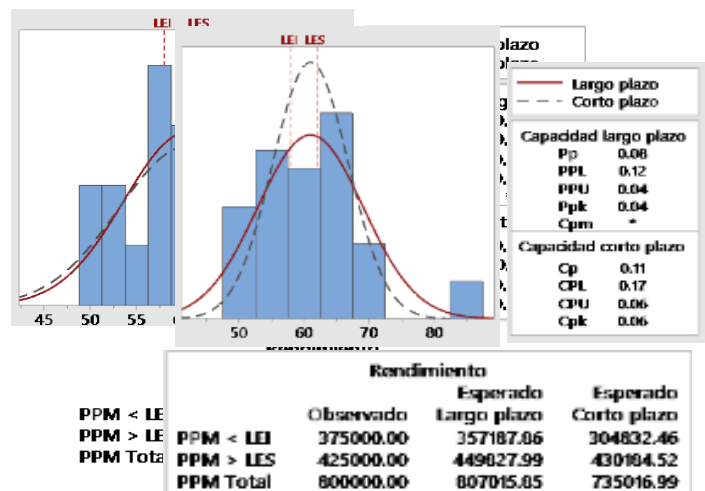 LEI LES
45 50 55
LEI LES
50 60 70 80
plazo
Largo plazo
Corto plazo
Capacidad largo plazo
Pp 0.08
PPL 0.12
PPU 0.04
Ppk 0.04
Cpm *
Capacidad corto plazo
Cp 0.11
CPL 0.17
CPU 0.06
Cpk 0.06
PPM < LE
PPM > LE
PPM Tota
Rendimiento
Esperado Esperado
Observado Largo plazo Corto plazo
PPM < LEI 375000.00 357187.86 304832.46
PPM > LES 425000.00 449827.99 430184.52
PPM Total 800000.00 807015.85 735016.99